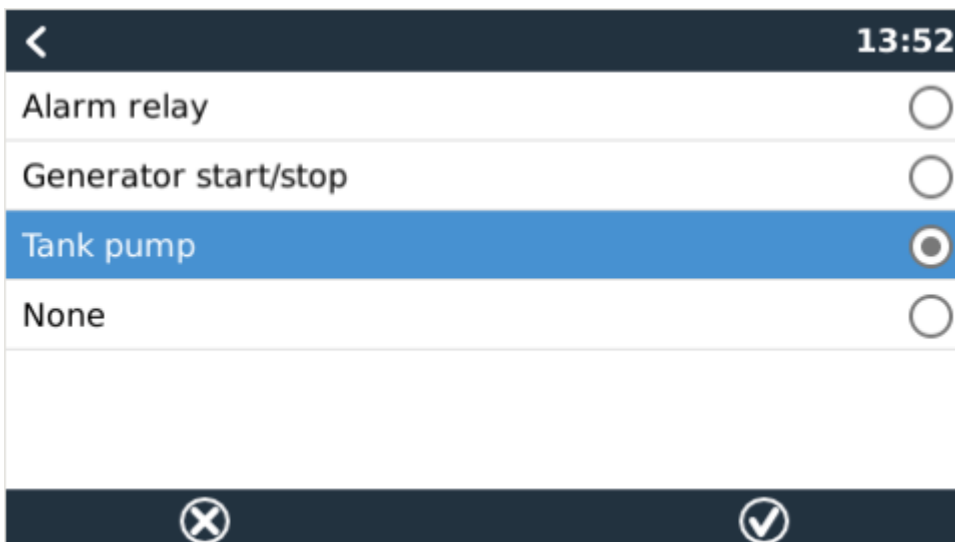 13:52
Alarm relay
Generator start/stop
Tank pump
None